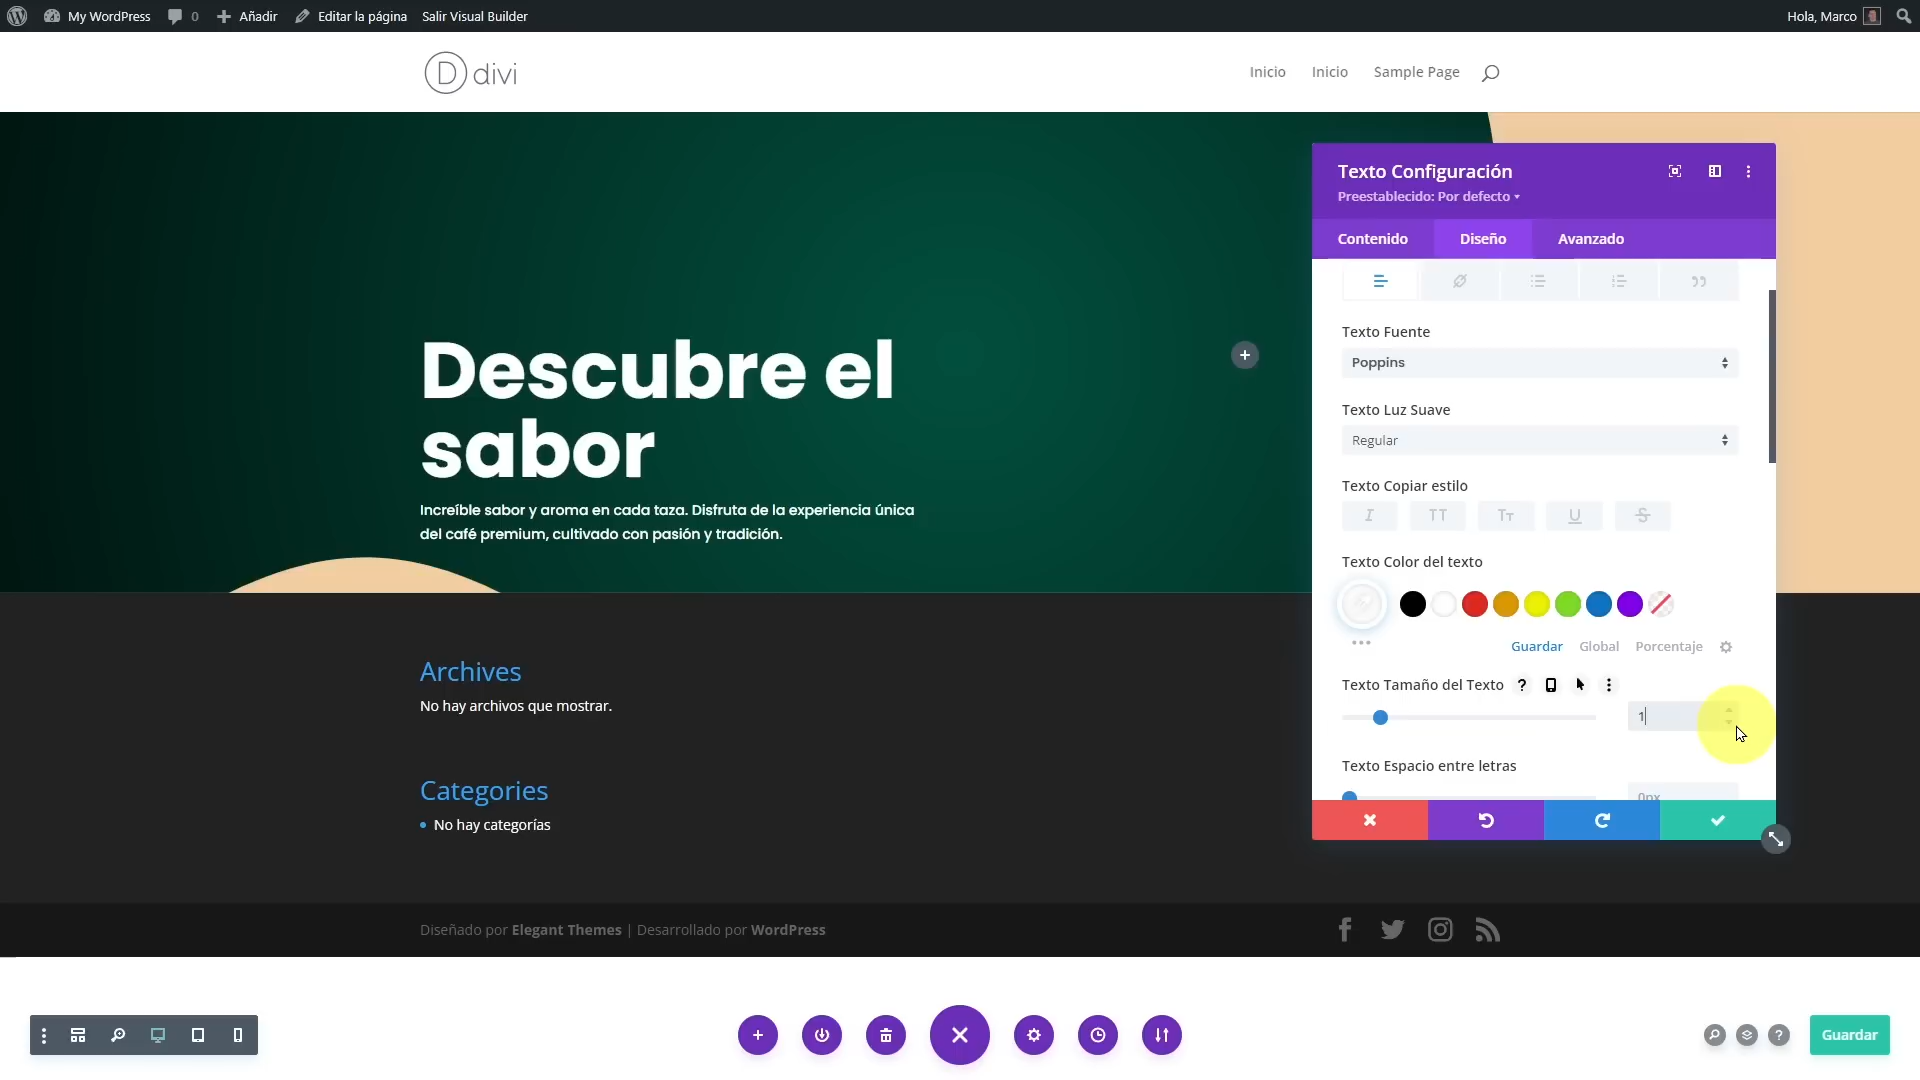 My WordPress 0 Añadir Editar la página Salir Visual Builder Hola, Marco
divi
Inicio Inicio Sample Page
Descubre el
sabor
Increíble sabor y aroma en cada taza. Disfruta de la experiencia única
del café premium, cultivado con pasión y tradición.
Archives
No hay archivos que mostrar.
Categories
No hay categorías
Diseñado por Elegant Themes | Desarrollado por WordPress
Texto Configuración
Preestablecido: Por defecto
Contenido Diseño Avanzado
Texto Fuente
Poppins
Texto Luz Suave
Regular
Texto Copiar estilo
I TT Tт U S
Texto Color del texto
Guardar Global Porcentaje
Texto Tamaño del Texto ?
1
Texto Espacio entre letras
0px
? Guardar